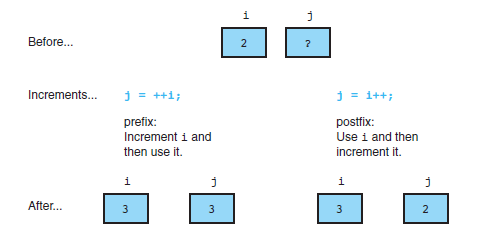 i j
Before... 2 ?
Increments... j = ++i; j = i++;
prefix: postfix:
Increment i and Use i and then
then use it. increment it.
i j i j
After... 3 3 3 2